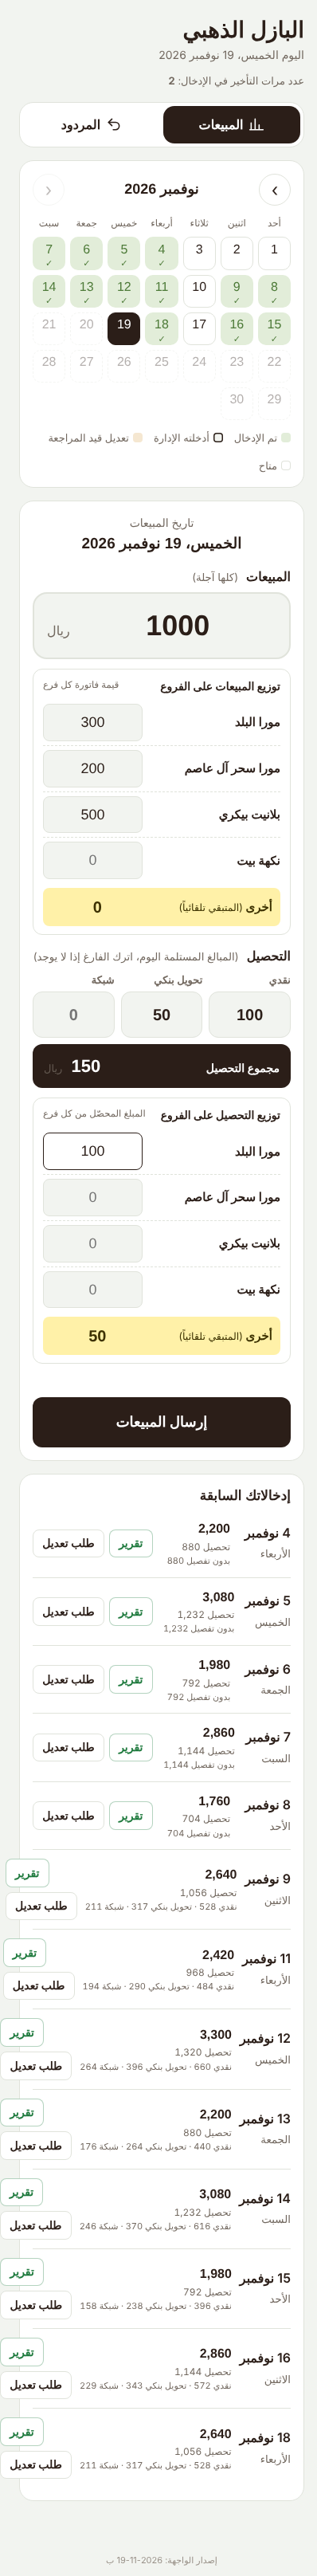 البازل الذهبي
اليوم الخميس، 19 نوفمبر 2026
عدد مرات التأخير في الإدخال: 2
المبيعات
المردود
نوفمبر 2026
أحد اثنين ثلاثاء أربعاء خميس جمعة سبت
1 2 3 4 ✓ 5 ✓ 6 ✓ 7 ✓
8 ✓ 9 ✓ 10 11 ✓ 12 ✓ 13 ✓ 14 ✓
15 ✓ 16 ✓ 17 18 ✓ 19 20 21
22 23 24 25 26 27 28
29 30
تم الإدخال أدخلته الإدارة تعديل قيد المراجعة
متاح
تاريخ المبيعات
الخميس، 19 نوفمبر 2026
المبيعات (كلها آجلة)
1000 ريال
توزيع المبيعات على الفروع قيمة فاتورة كل فرع
مورا البلد 300
مورا سحر آل عاصم 200
بلانيت بيكري 500
نكهة بيت 0
أخرى (المتبقي تلقائياً) 0
التحصيل (المبالغ المستلمة اليوم، اترك الفارغ إذا لا يوجد)
نقدي تحويل بنكي شبكة
100 50 0
مجموع التحصيل 150 ريال
توزيع التحصيل على الفروع المبلغ المحصّل من كل فرع
مورا البلد 100
مورا سحر آل عاصم 0
بلانيت بيكري 0
نكهة بيت 0
أخرى (المتبقي تلقائياً) 50
إرسال المبيعات
إدخالاتك السابقة
4 نوفمبر
الأربعاء
2,200
تحصيل 880
بدون تفصيل 880
تقرير
طلب تعديل
5 نوفمبر
الخميس
3,080
تحصيل 1,232
بدون تفصيل 1,232
تقرير
طلب تعديل
6 نوفمبر
الجمعة
1,980
تحصيل 792
بدون تفصيل 792
تقرير
طلب تعديل
7 نوفمبر
السبت
2,860
تحصيل 1,144
بدون تفصيل 1,144
تقرير
طلب تعديل
8 نوفمبر
الأحد
1,760
تحصيل 704
بدون تفصيل 704
تقرير
طلب تعديل
9 نوفمبر
الاثنين
2,640
تحصيل 1,056
نقدي 528 · تحويل بنكي 317 · شبكة 211
تقرير
طلب تعديل
11 نوفمبر
الأربعاء
2,420
تحصيل 968
نقدي 484 · تحويل بنكي 290 · شبكة 194
تقرير
طلب تعديل
12 نوفمبر
الخميس
3,300
تحصيل 1,320
نقدي 660 · تحويل بنكي 396 · شبكة 264
تقرير
طلب تعديل
13 نوفمبر
الجمعة
2,200
تحصيل 880
نقدي 440 · تحويل بنكي 264 · شبكة 176
تقرير
طلب تعديل
14 نوفمبر
السبت
3,080
تحصيل 1,232
نقدي 616 · تحويل بنكي 370 · شبكة 246
تقرير
طلب تعديل
15 نوفمبر
الأحد
1,980
تحصيل 792
نقدي 396 · تحويل بنكي 238 · شبكة 158
تقرير
طلب تعديل
16 نوفمبر
الاثنين
2,860
تحصيل 1,144
نقدي 572 · تحويل بنكي 343 · شبكة 229
تقرير
طلب تعديل
18 نوفمبر
الأربعاء
2,640
تحصيل 1,056
نقدي 528 · تحويل بنكي 317 · شبكة 211
تقرير
طلب تعديل
إصدار الواجهة: 2026-11-19 ب